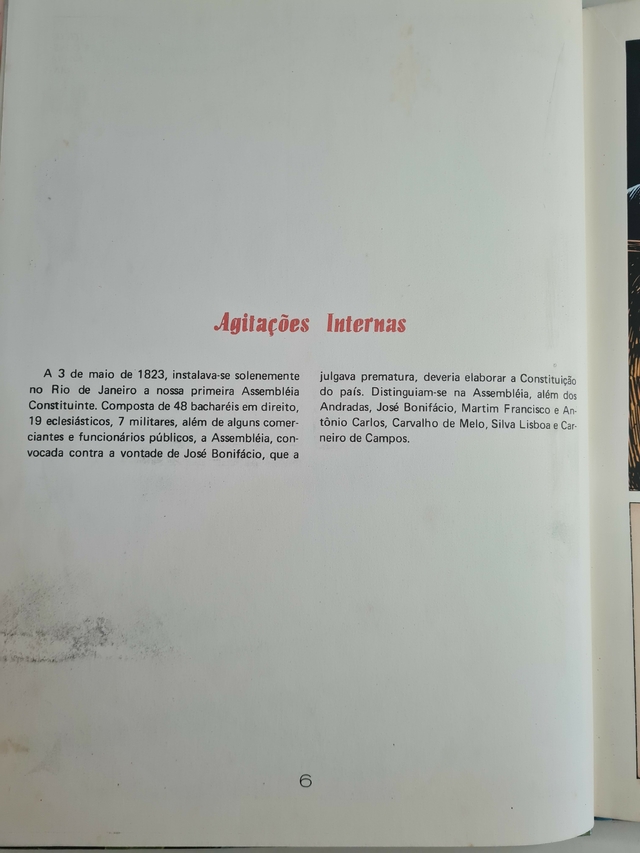 Agitações Internas
A 3 de maio de 1823, instalava-se solenemente
no Rio de Janeiro a nossa primeira Assembléia
Constituinte. Composta de 48 bacharéis em direito,
19 eclesiásticos, 7 militares, além de alguns comer-
ciantes e funcionários públicos, a Assembléia, con-
vocada contra a vontade de José Bonifácio, que a
julgava prematura, deveria elaborar a Constituição
do país. Distinguiam-se na Assembléia, além dos
Andradas, José Bonifácio, Martim Francisco e An-
tônio Carlos, Carvalho de Melo, Silva Lisboa e Car-
neiro de Campos.
6